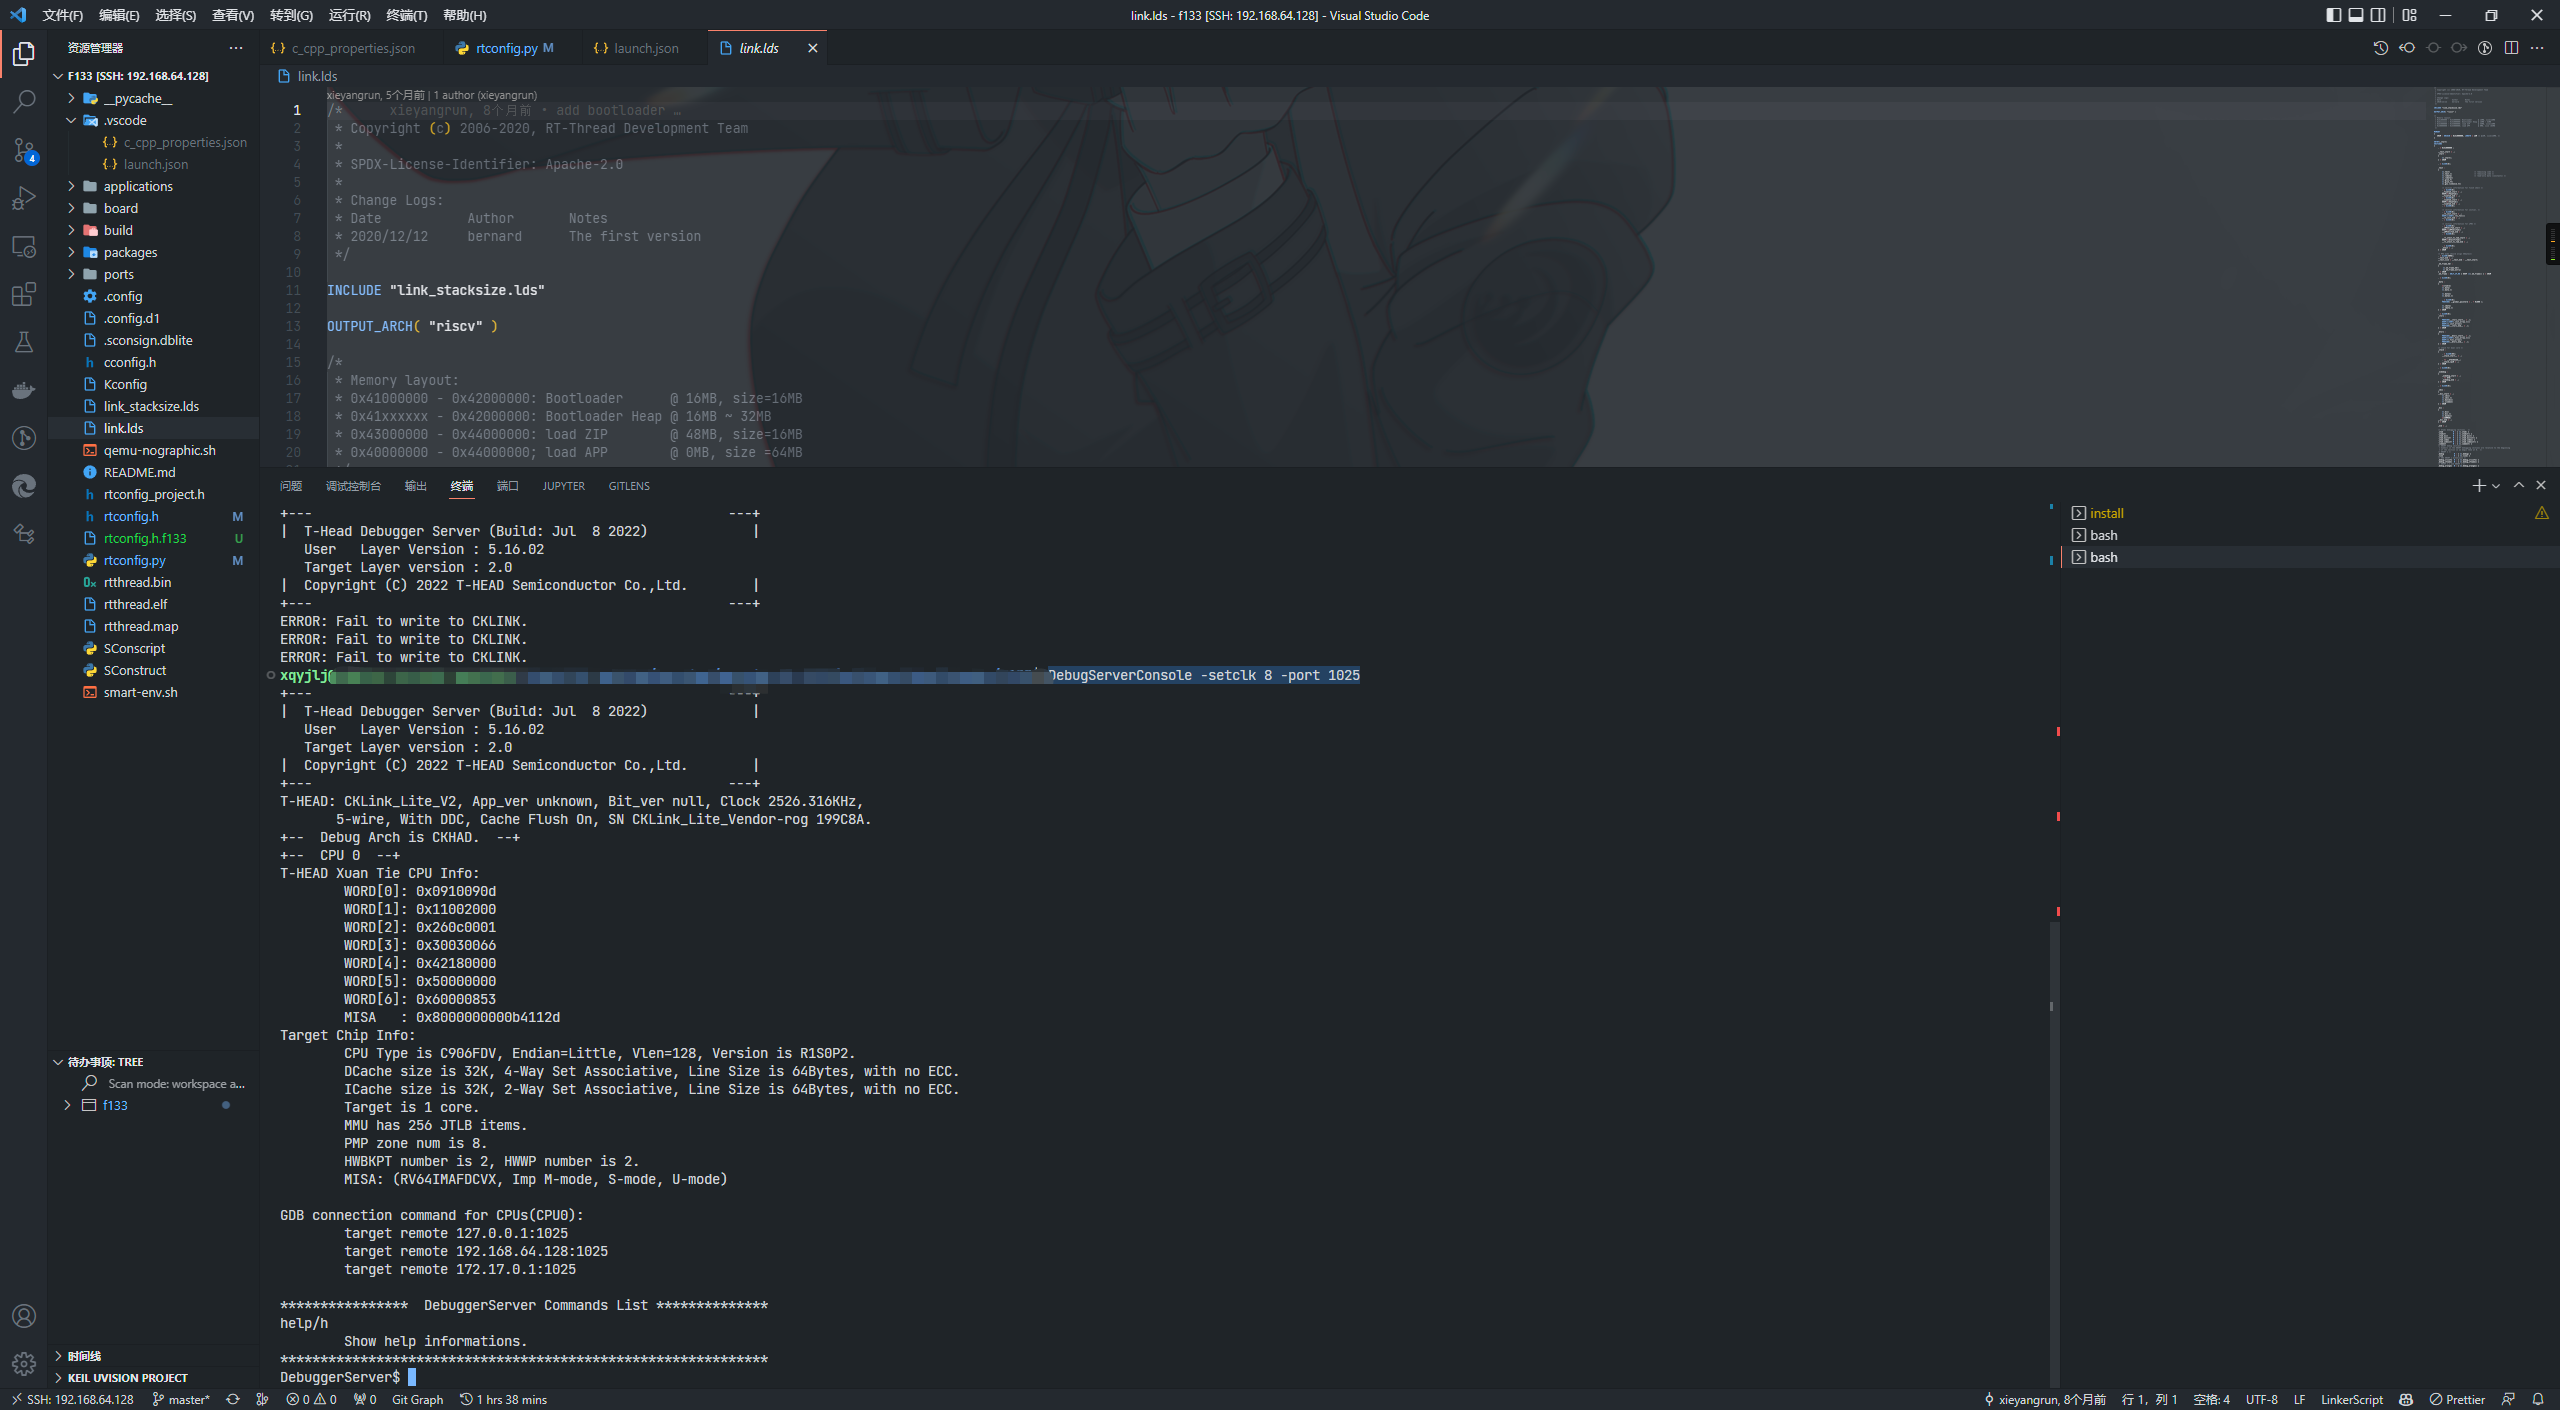 文件(F) 编辑(E) 选择(S) 查看(V) 转到(G) 运行(R) 终端(T) 帮助(H)
link.lds - f133 [SSH: 192.168.64.128] - Visual Studio Code
资源管理器
F133 [SSH: 192.168.64.128]
__pycache__
.vscode
c_cpp_properties.json
launch.json
applications
board
build
packages
ports
.config
.config.d1
.sconsign.dblite
cconfig.h
Kconfig
link_stacksize.lds
link.lds
qemu-nographic.sh
README.md
rtconfig_project.h
rtconfig.h M
rtconfig.h.f133 U
rtconfig.py M
rtthread.bin
rtthread.elf
rtthread.map
SConscript
SConstruct
smart-env.sh
待办事项: TREE
Scan mode: workspace a...
f133
时间线
KEIL UVISION PROJECT
4
c_cpp_properties.json rtconfig.py M launch.json link.lds
link.lds
xieyangrun, 5个月前 | 1 author (xieyangrun)
1 /* xieyangrun, 8个月前 • add bootloader …
2 * Copyright (c) 2006-2020, RT-Thread Development Team
3 *
4 * SPDX-License-Identifier: Apache-2.0
5 *
6 * Change Logs:
7 * Date Author Notes
8 * 2020/12/12 bernard The first version
9 */
10
11 INCLUDE "link_stacksize.lds"
12
13 OUTPUT_ARCH( "riscv" )
14
15 /*
16 * Memory layout:
17 * 0x41000000 - 0x42000000: Bootloader @ 16MB, size=16MB
18 * 0x41xxxxxx - 0x42000000: Bootloader Heap @ 16MB ~ 32MB
19 * 0x43000000 - 0x44000000: load ZIP @ 48MB, size=16MB
20 * 0x40000000 - 0x44000000; load APP @ 0MB, size =64MB
问题 调试控制台 输出 终端 端口 JUPYTER GITLENS
+--- ---+
| T-Head Debugger Server (Build: Jul 8 2022) |
User Layer Version : 5.16.02
Target Layer version : 2.0
| Copyright (C) 2022 T-HEAD Semiconductor Co.,Ltd. |
+--- ---+
ERROR: Fail to write to CKLINK.
ERROR: Fail to write to CKLINK.
ERROR: Fail to write to CKLINK.
xqyjlj@ DebugServerConsole -setclk 8 -port 1025
+--- ---+
| T-Head Debugger Server (Build: Jul 8 2022) |
User Layer Version : 5.16.02
Target Layer version : 2.0
| Copyright (C) 2022 T-HEAD Semiconductor Co.,Ltd. |
+--- ---+
T-HEAD: CKLink_Lite_V2, App_ver unknown, Bit_ver null, Clock 2526.316KHz,
5-wire, With DDC, Cache Flush On, SN CKLink_Lite_Vendor-rog 199C8A.
+-- Debug Arch is CKHAD. --+
+-- CPU 0 --+
T-HEAD Xuan Tie CPU Info:
WORD[0]: 0x0910090d
WORD[1]: 0x11002000
WORD[2]: 0x260c0001
WORD[3]: 0x30030066
WORD[4]: 0x42180000
WORD[5]: 0x50000000
WORD[6]: 0x60000853
MISA : 0x8000000000b4112d
Target Chip Info:
CPU Type is C906FDV, Endian=Little, Vlen=128, Version is R1S0P2.
DCache size is 32K, 4-Way Set Associative, Line Size is 64Bytes, with no ECC.
ICache size is 32K, 2-Way Set Associative, Line Size is 64Bytes, with no ECC.
Target is 1 core.
MMU has 256 JTLB items.
PMP zone num is 8.
HWBKPT number is 2, HWWP number is 2.
MISA: (RV64IMAFDCVX, Imp M-mode, S-mode, U-mode)
GDB connection command for CPUs(CPU0):
target remote 127.0.0.1:1025
target remote 192.168.64.128:1025
target remote 172.17.0.1:1025
**************** DebuggerServer Commands List **************
help/h
Show help informations.
*************************************************************
DebuggerServer$
install
bash
bash
SSH: 192.168.64.128 master* 0 0 0 Git Graph 1 hrs 38 mins
xieyangrun, 8个月前 行 1, 列 1 空格: 4 UTF-8 LF LinkerScript Prettier